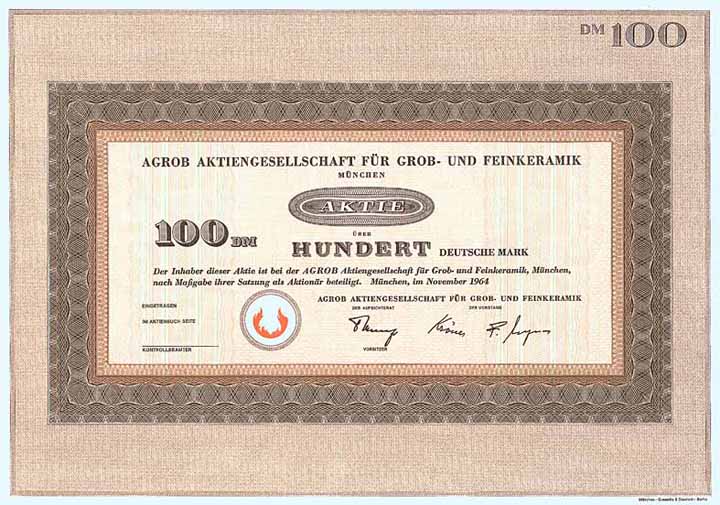 DM 100
AGROB AKTIENGESELLSCHAFT FÜR GROB- UND FEINKERAMIK
MÜNCHEN
AKTIE
ÜBER
100 DM HUNDERT DEUTSCHE MARK
Der Inhaber dieser Aktie ist bei der AGROB Aktiengesellschaft für Grob- und Feinkeramik, München,
nach Maßgabe ihrer Satzung als Aktionär beteiligt. München, im November 1964
AGROB AKTIENGESELLSCHAFT FÜR GROB- UND FEINKERAMIK
EINGETRAGEN
DER AUFSICHTSRAT DER VORSTAND
IM AKTIENBUCH SEITE
VORSITZER
KONTROLLBEAMTER